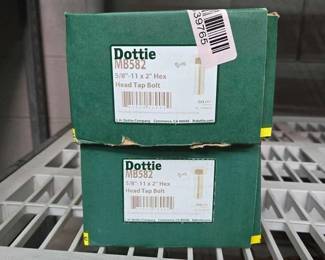 39765
Dottie
MB582
5/8"-11 x 2" Hex
Head Tap Bolt
Dottie
MB582
5/8"-11 x 2" Hex
Head Tap Bolt